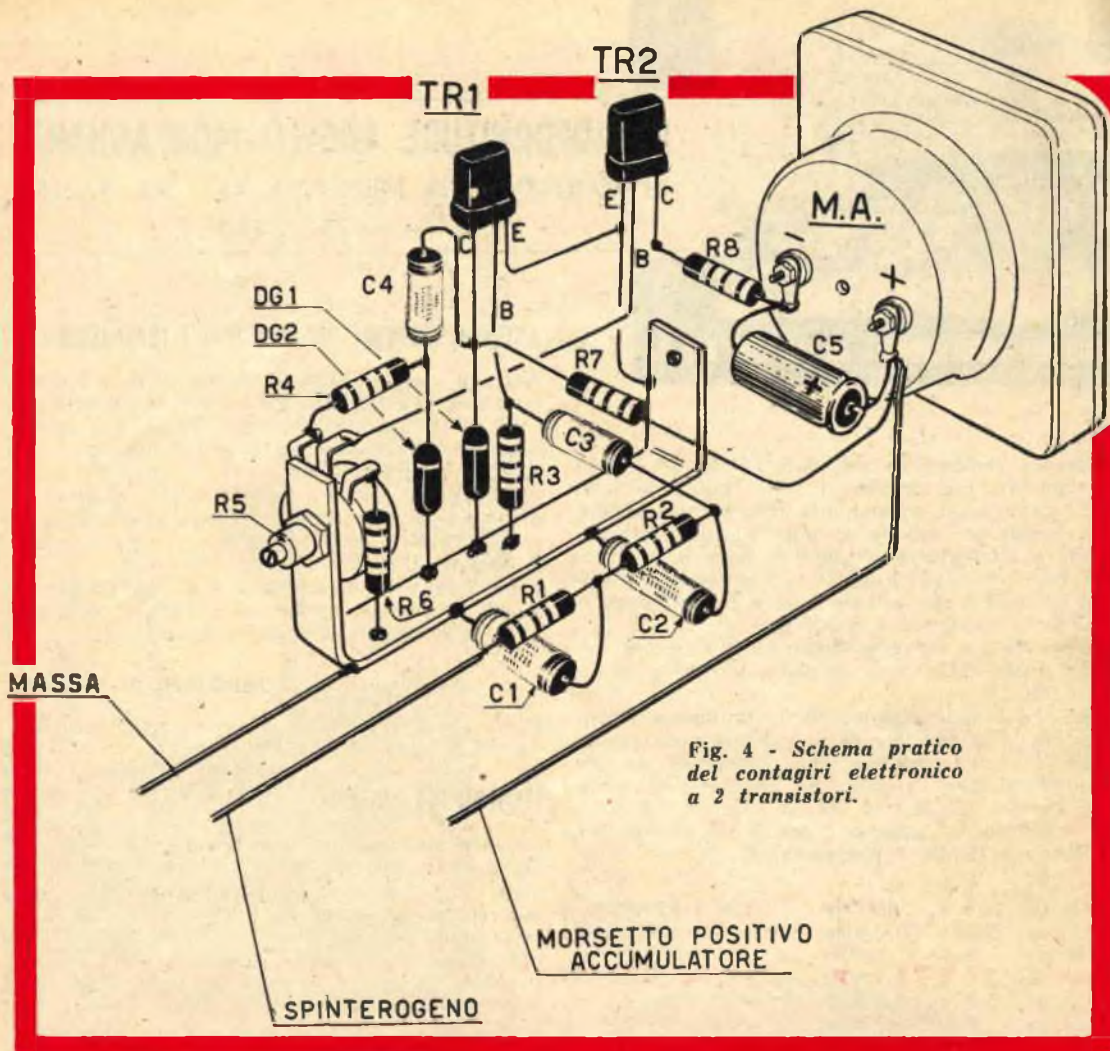 TR1
TR2
M.A.
-
+
E
C
B
R8
C
E
B
C4
DG1
DG2
R4
R7
C5
+
C3
R3
R5
R2
R6
R1
C2
C1
MASSA
Fig. 4 - Schema pratico
del contagiri elettronico
a 2 transistori.
MORSETTO POSITIVO
ACCUMULATORE
SPINTEROGENO